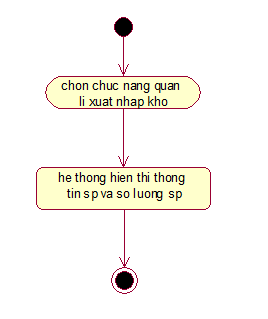 chon chuc nang quan
li xuat nhap kho
he thong hien thi thong
tin sp va so luong sp